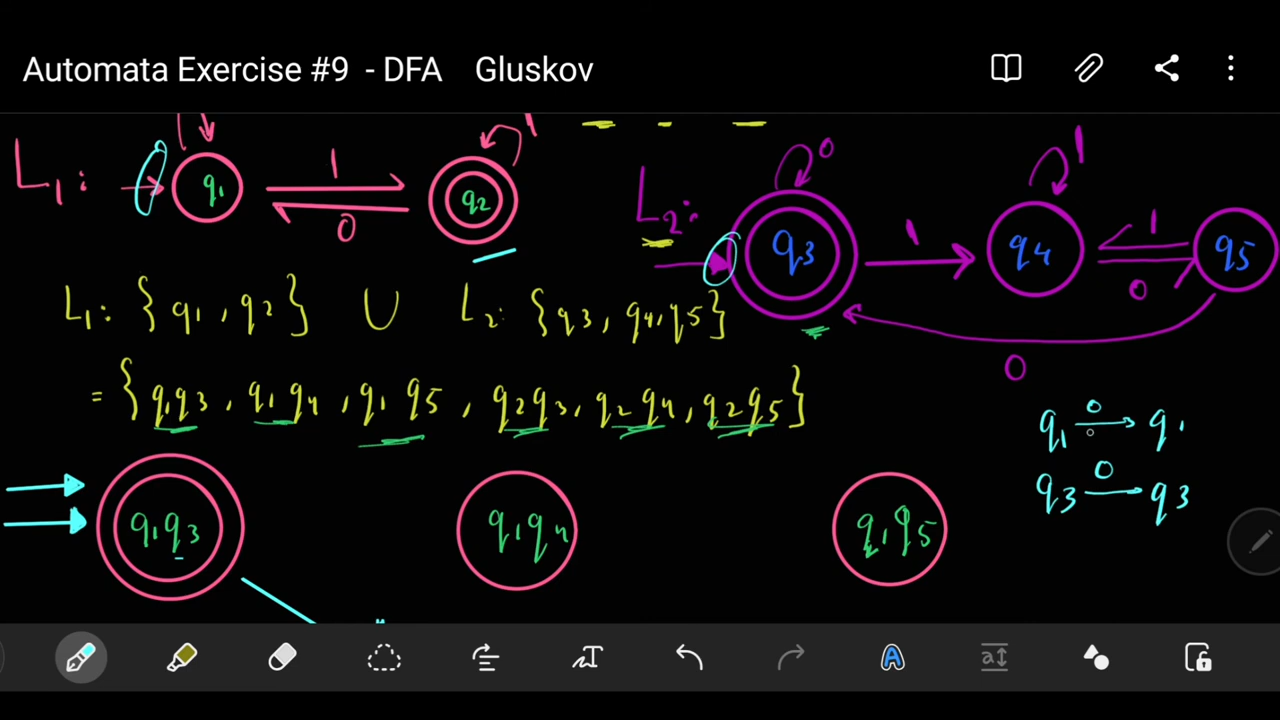 Automata Exercise #9 - DFA Gluskov
L₁:
q₁
1
0
q₂
1
L₂:
0
q3
1
q4
1
1
0
q5
0
L₁: {q₁, q2} ∪ L₂: {q3, q4, q5}
= {q₁q3, q₁q4, q₁q5, q2q3, q2q4, q2q5}
q₁ 0→ q₁
q3 0→ q3
q₁q3
q₁q4
q₁q5